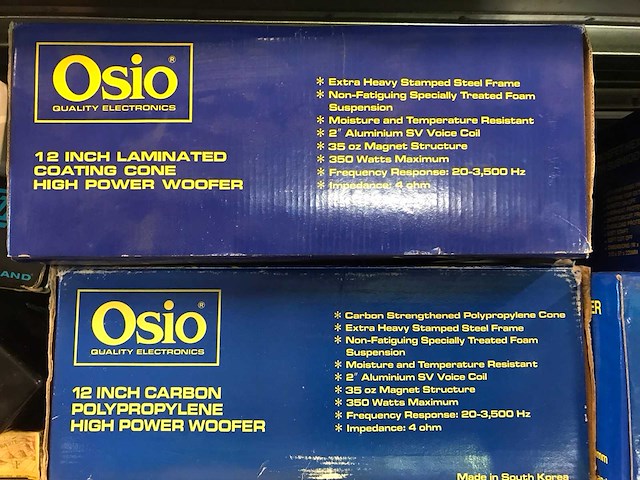 Osio®
QUALITY ELECTRONICS
12 INCH LAMINATED
COATING CONE
HIGH POWER WOOFER
* Extra Heavy Stamped Steel Frame
* Non-Fatiguing Specially Treated Foam
Suspension
* Moisture and Temperature Resistant
* 2" Aluminium SV Voice Coil
* 35 oz Magnet Structure
* 350 Watts Maximum
* Frequency Response: 20-3,500 Hz
* Impedance: 4 ohm
AND
Osio®
QUALITY ELECTRONICS
12 INCH CARBON
POLYPROPYLENE
HIGH POWER WOOFER
* Carbon Strengthened Polypropylene Cone
* Extra Heavy Stamped Steel Frame
* Non-Fatiguing Specially Treated Foam
Suspension
* Moisture and Temperature Resistant
* 2" Aluminium SV Voice Coil
* 35 oz Magnet Structure
* 350 Watts Maximum
* Frequency Response: 20-3,500 Hz
* Impedance: 4 ohm
Made in South Korea
ER